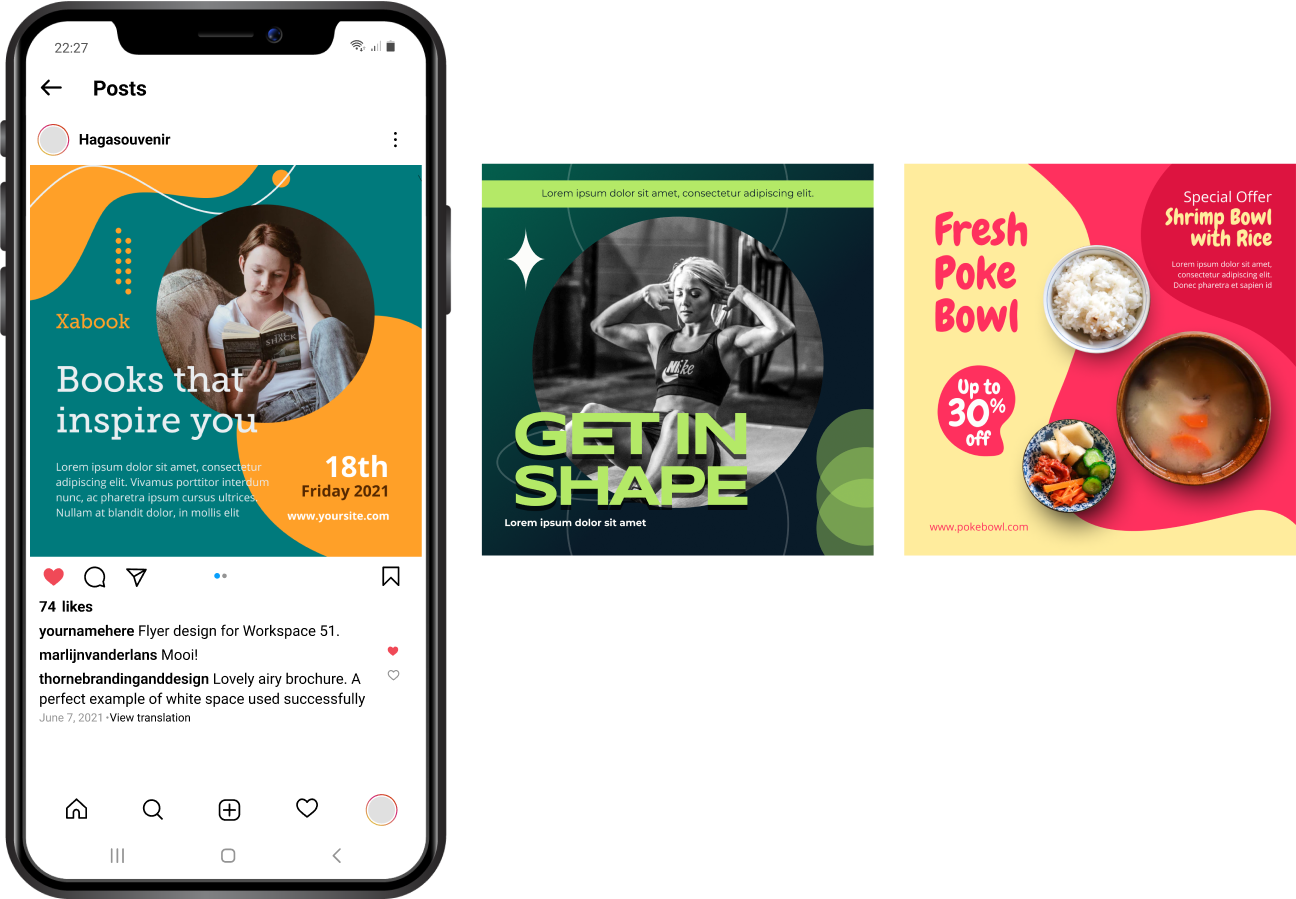 22:27
Posts
Hagasouvenir
Xabook
THE
SHACK
Books that
inspire you
Lorem ipsum dolor sit amet, consectetur
adipiscing elit. Vivamus porttitor interdum
nunc, ac pharetra ipsum cursus ultrices.
Nullam at blandit dolor, in mollis elit
18th
Friday 2021
www.yoursite.com
74 likes
yournamehere Flyer design for Workspace 51.
marlijnvanderlans Mooi!
thornebrandinganddesign Lovely airy brochure. A
perfect example of white space used successfully
June 7, 2021 •View translation
Lorem ipsum dolor sit amet, consectetur adipiscing elit.
Nike
GET IN
SHAPE
Lorem ipsum dolor sit amet
Fresh
Poke
Bowl
Special Offer
Shrimp Bowl
with Rice
Lorem ipsum dolor sit amet,
consectetur adipiscing elit.
Donec pharetra et sapien id
Up to
30%
off
www.pokebowl.com